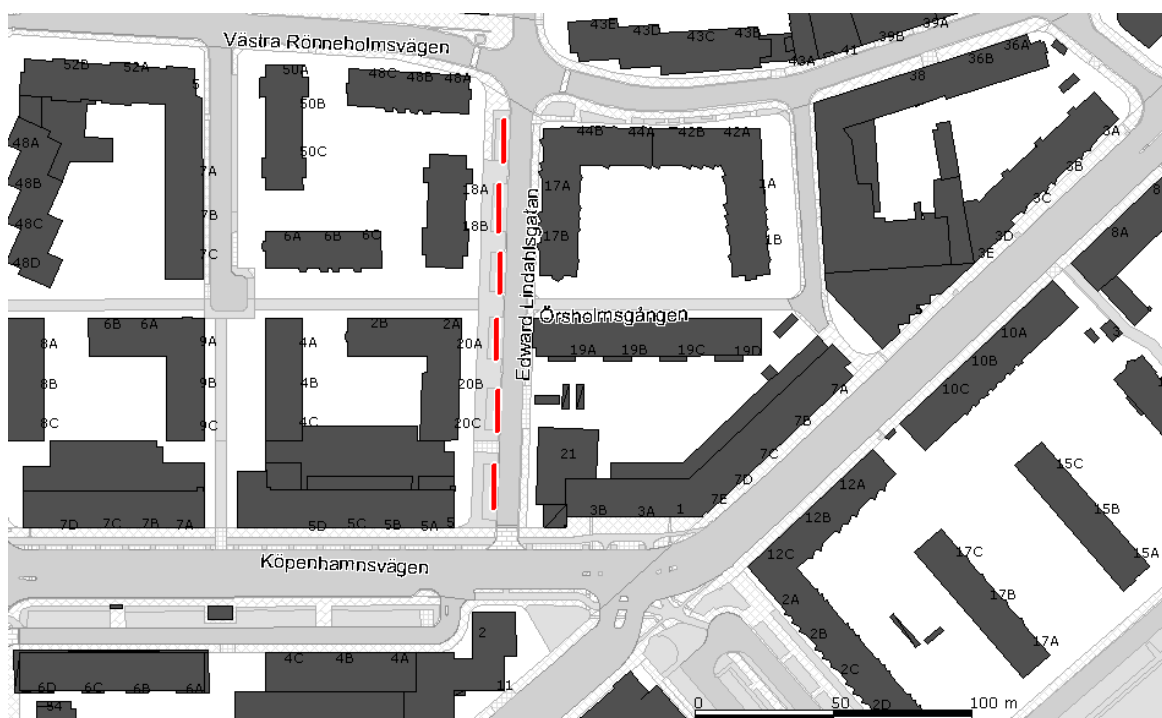 43E 43D 43C 43B 39B 39A
Västra Rönneholmsvägen
41 43A 36A 36B
52B 52A 5 50A 48C 48B 48A 38
50B
44B 44A 42B 42A 3A
48A 50C 3B
7A 18A 17A 1A 3C
48B
7B 18B 3D 8A
48C 6A 6B 6C 17B 1B
7C 3E
48D
Edward Lindahlsgatan
5
Örsholmsgången
6B 6A 2B 2A 10A 3
8A 9A 4A 20A 19A 19B 19C 19D 10B
8B 9B 4B 20B 7A 10C
8C 9C 4C 20C 7B
21 7C 15C
7D 12A
7E 15B
3B 3A 1 12B
7D 7C 7B 7A 5D 5C 5B 5A 5
12C 17C 15A
Köpenhamnsvägen
2A 17B
2 2B 17A
4C 4B 4A 2C
6D 6C 6B 6A 11
34 2D
0 50 100 m